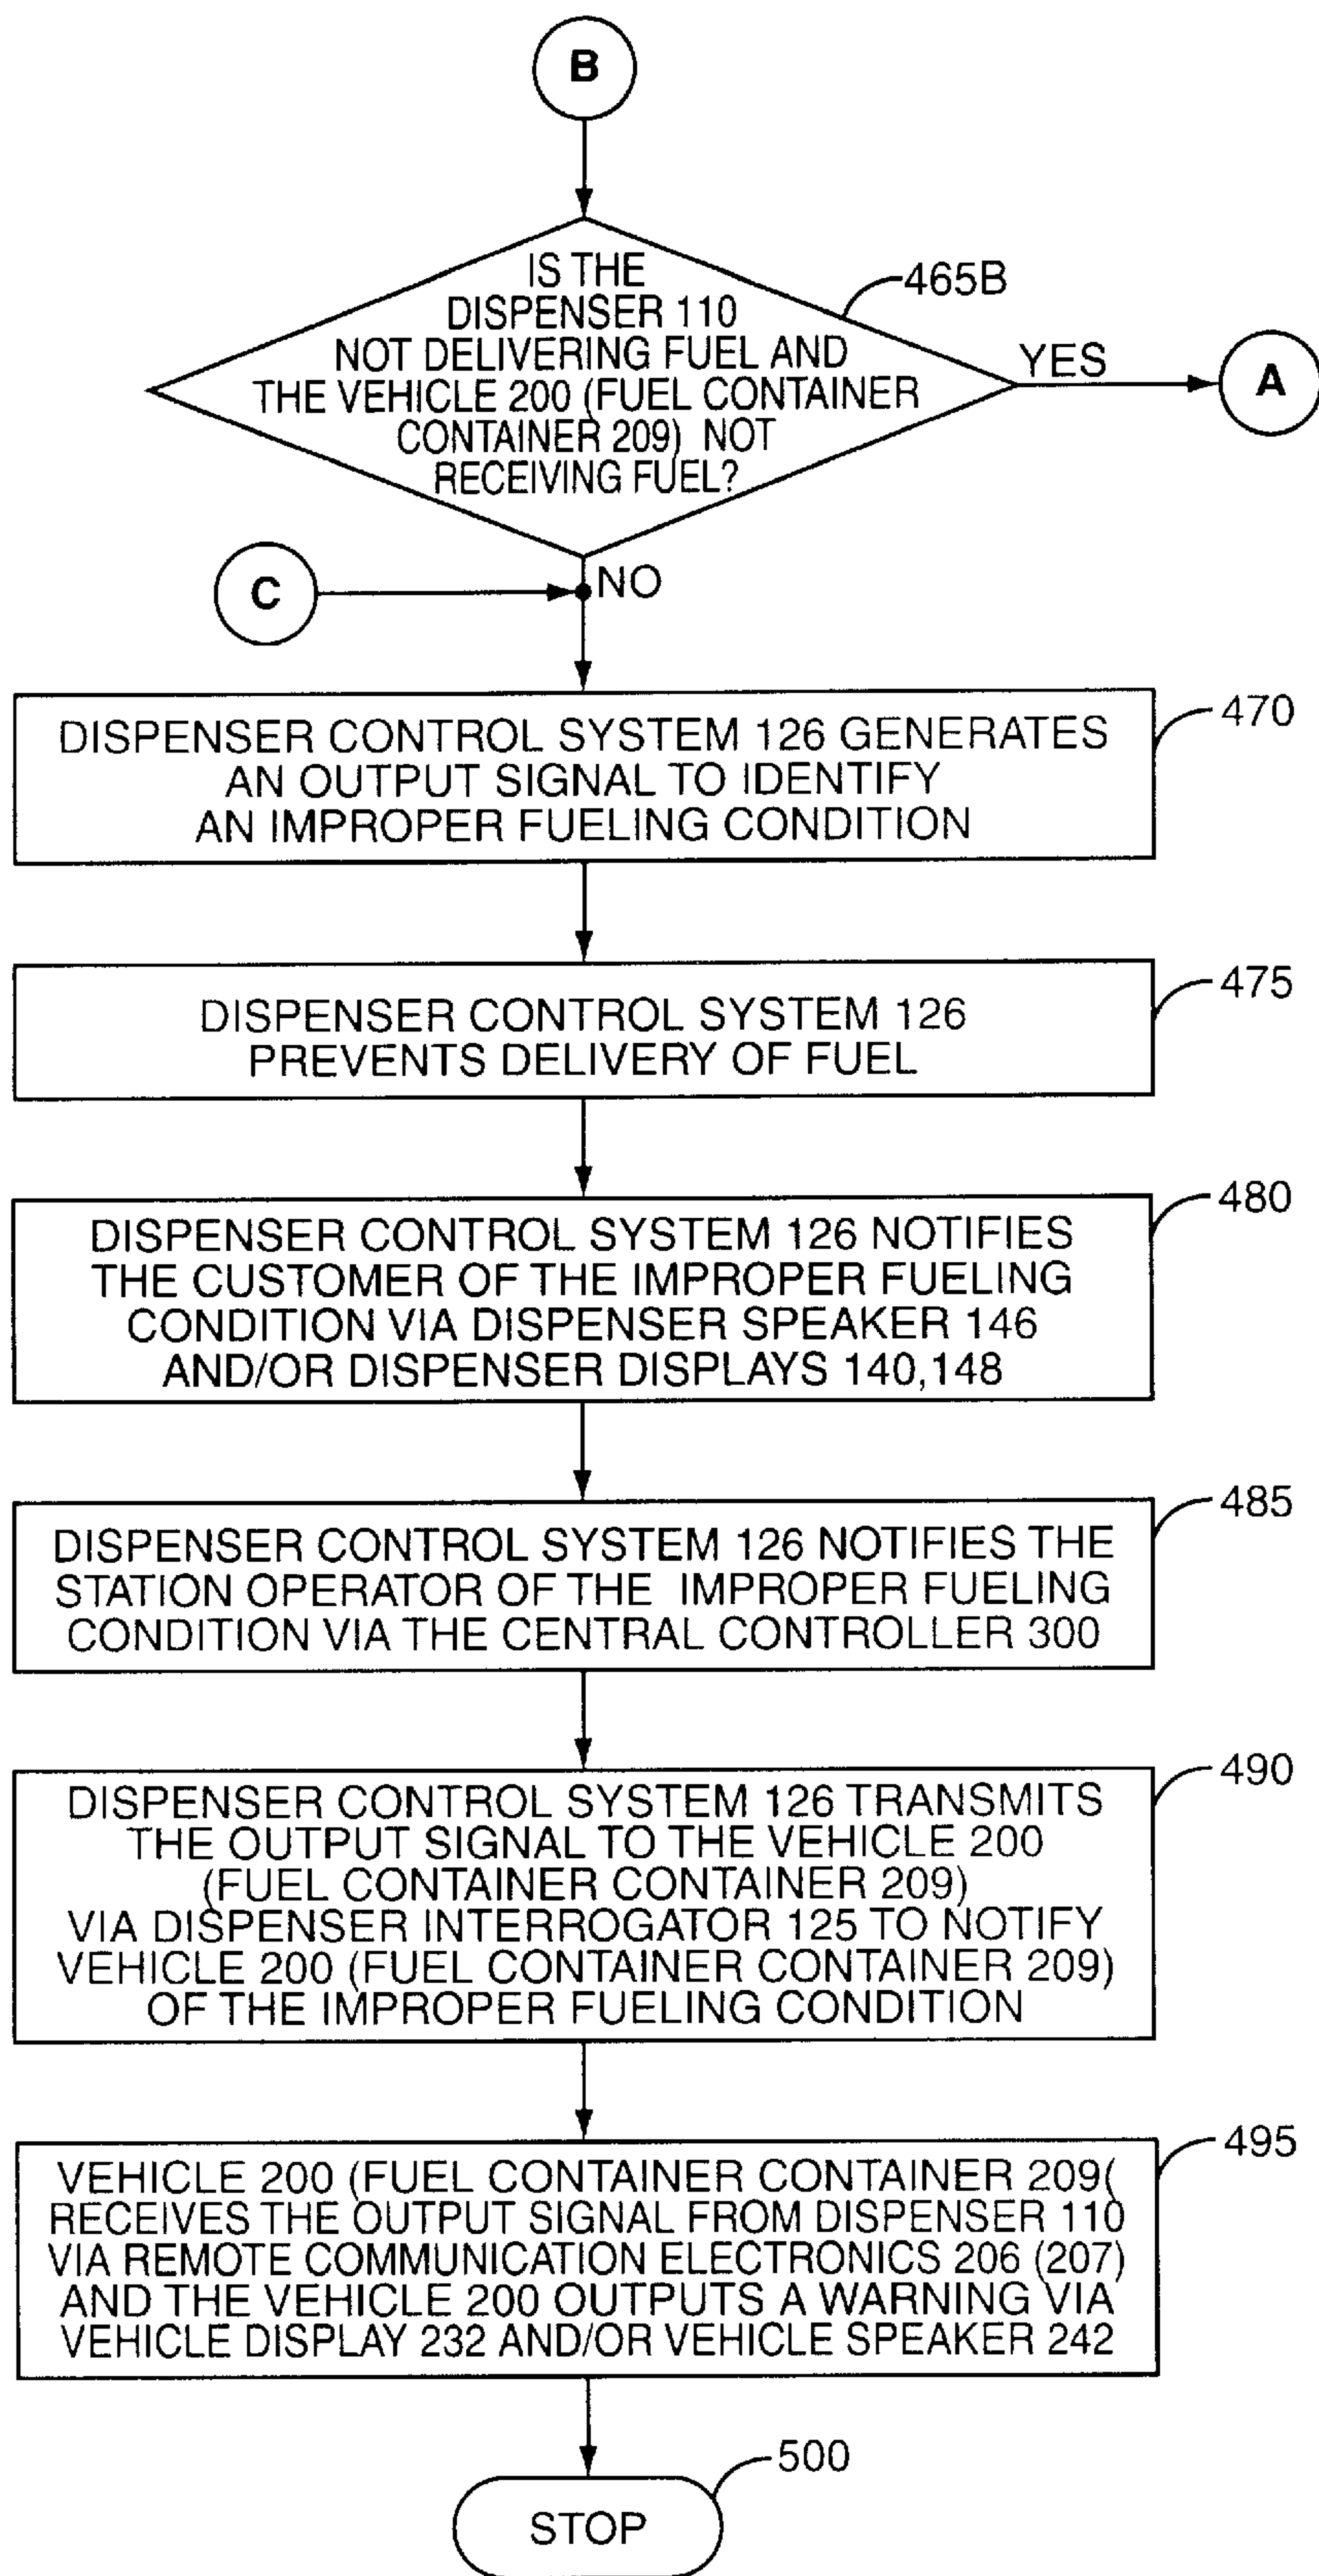 B
IS THE
DISPENSER 110
NOT DELIVERING FUEL AND
THE VEHICLE 200 (FUEL CONTAINER
CONTAINER 209) NOT
RECEIVING FUEL?
465B
YES
A
C
NO
DISPENSER CONTROL SYSTEM 126 GENERATES
AN OUTPUT SIGNAL TO IDENTIFY
AN IMPROPER FUELING CONDITION
470
DISPENSER CONTROL SYSTEM 126
PREVENTS DELIVERY OF FUEL
475
DISPENSER CONTROL SYSTEM 126 NOTIFIES
THE CUSTOMER OF THE IMPROPER FUELING
CONDITION VIA DISPENSER SPEAKER 146
AND/OR DISPENSER DISPLAYS 140,148
480
DISPENSER CONTROL SYSTEM 126 NOTIFIES THE
STATION OPERATOR OF THE IMPROPER FUELING
CONDITION VIA THE CENTRAL CONTROLLER 300
485
DISPENSER CONTROL SYSTEM 126 TRANSMITS
THE OUTPUT SIGNAL TO THE VEHICLE 200
(FUEL CONTAINER CONTAINER 209)
VIA DISPENSER INTERROGATOR 125 TO NOTIFY
VEHICLE 200 (FUEL CONTAINER CONTAINER 209)
OF THE IMPROPER FUELING CONDITION
490
VEHICLE 200 (FUEL CONTAINER CONTAINER 209(
RECEIVES THE OUTPUT SIGNAL FROM DISPENSER 110
VIA REMOTE COMMUNICATION ELECTRONICS 206 (207)
AND THE VEHICLE 200 OUTPUTS A WARNING VIA
VEHICLE DISPLAY 232 AND/OR VEHICLE SPEAKER 242
495
500
STOP